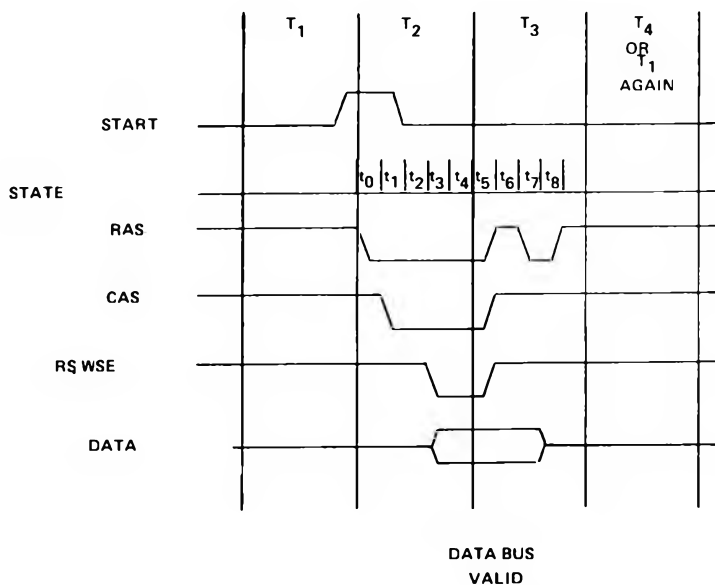 T1 T2 T3 T4
OR
T1
AGAIN
START
STATE t0 t1 t2 t3 t4 t5 t6 t7 t8
RAS
CAS
RS, WSE
DATA
DATA BUS
VALID